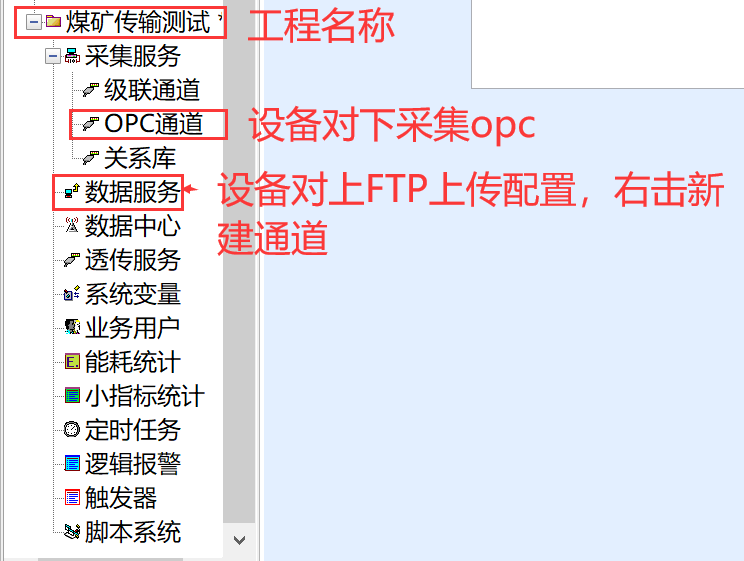 煤矿传输测试 *
工程名称
采集服务
级联通道
OPC通道
设备对下采集opc
关系库
数据服务
设备对上FTP上传配置，右击新
建通道
数据中心
透传服务
系统变量
业务用户
E. 能耗统计
小指标统计
定时任务
逻辑报警
触发器
脚本系统